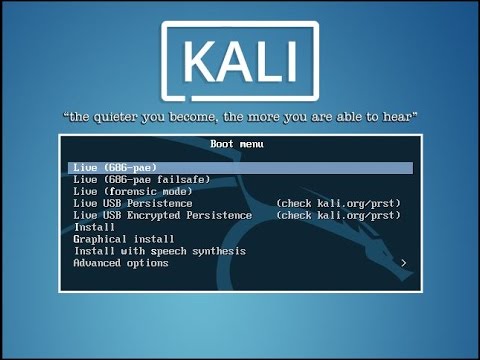 KALI
“the quieter you become, the more you are able to hear”
Boot menu
Live (686-pae)
Live (686-pae failsafe)
Live (forensic mode)
Live USB Persistence (check kali.org/prst)
Live USB Encrypted Persistence (check kali.org/prst)
Install
Graphical install
Install with speech synthesis
Advanced options >